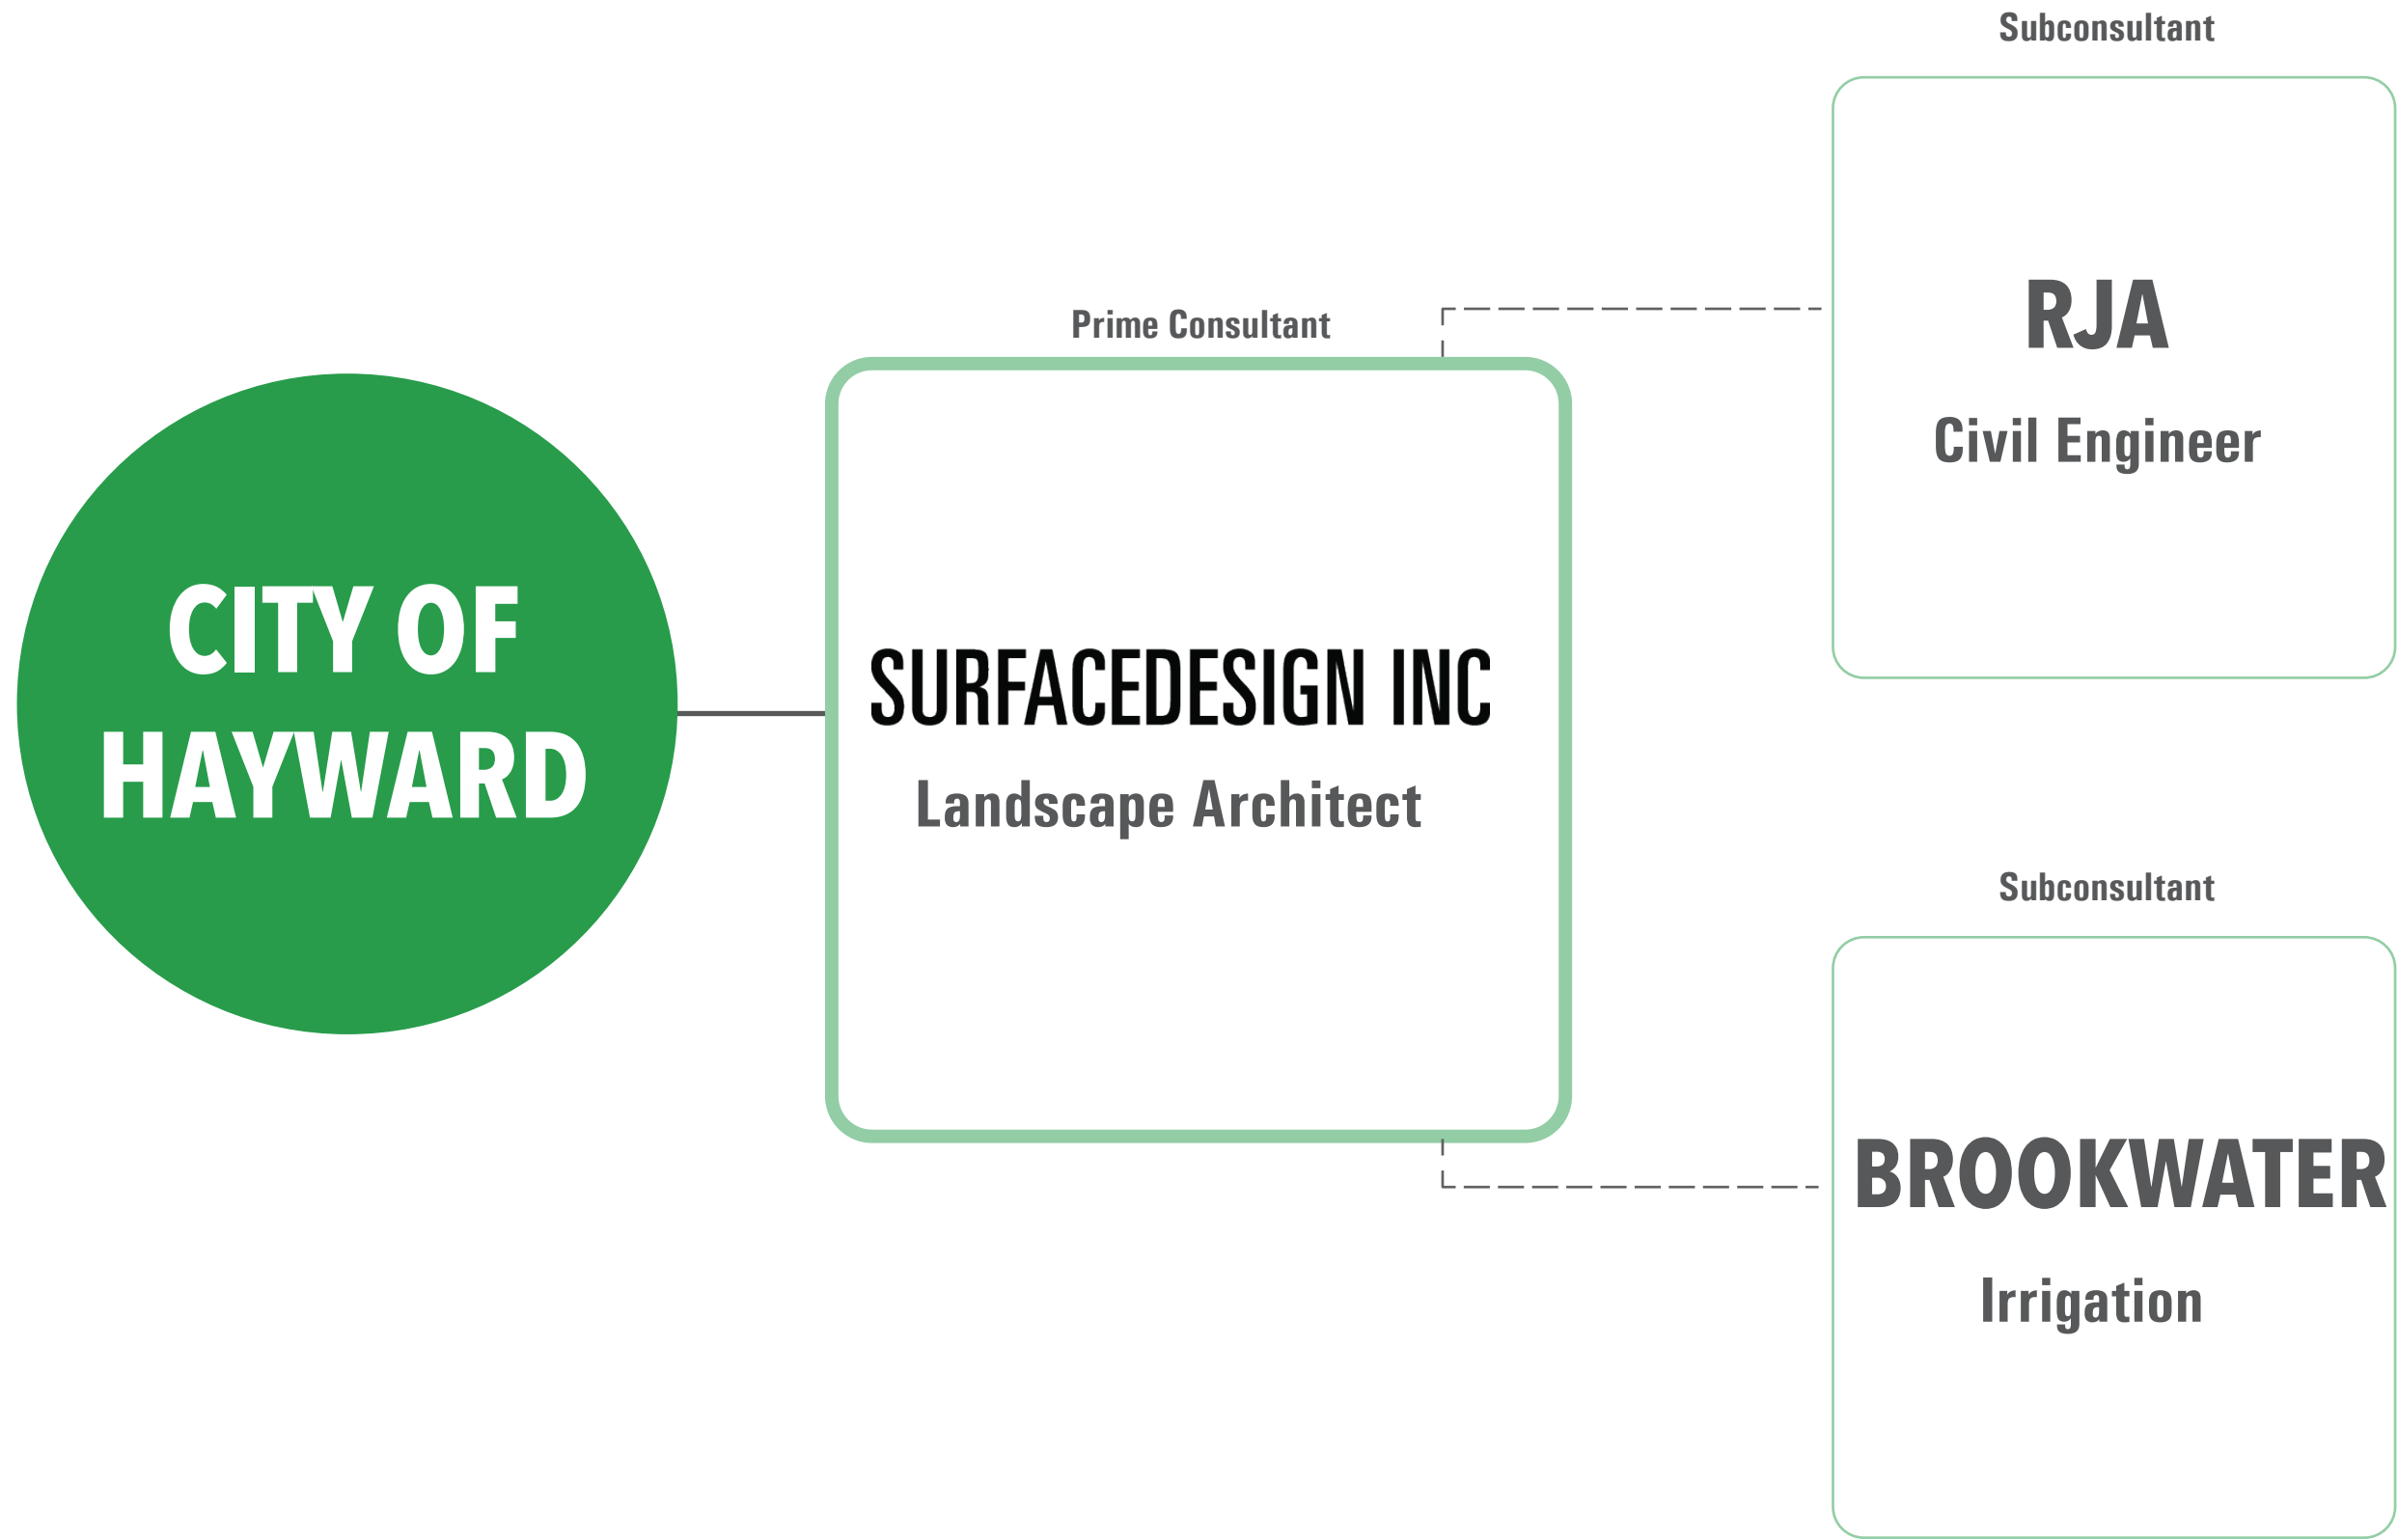 CITY OF
HAYWARD
Prime Consultant
SURFACEDESIGN INC
Landscape Architect
Subconsultant
RJA
Civil Engineer
Subconsultant
BROOKWATER
Irrigation